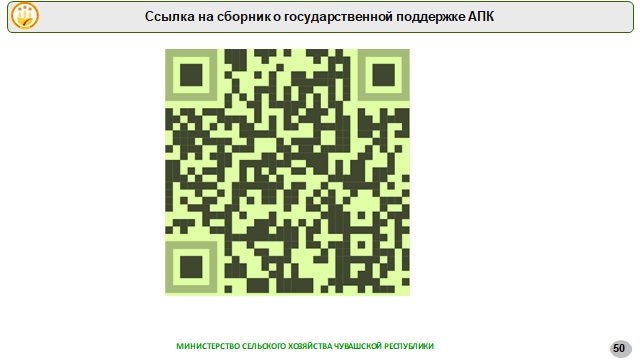 Ссылка на сборник о государственной поддержке АПК
МИНИСТЕРСТВО СЕЛЬСКОГО ХОЗЯЙСТВА ЧУВАШСКОЙ РЕСПУБЛИКИ
50